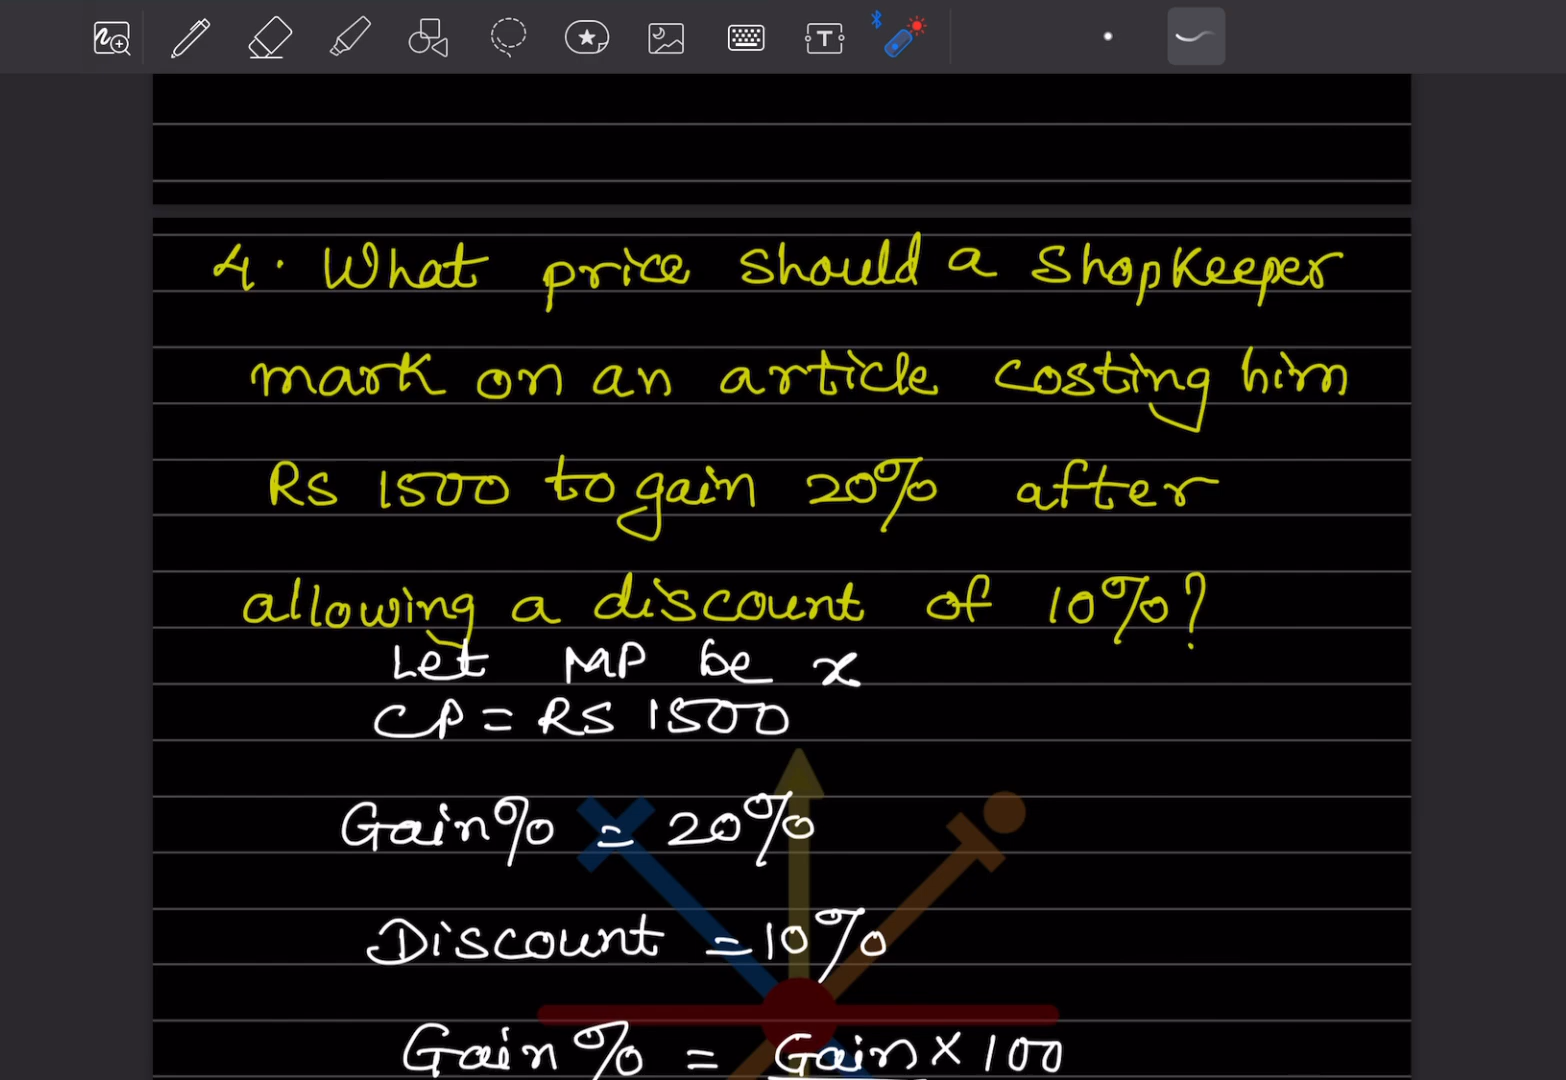 4. What price should a shopkeeper
mark on an article costing him
Rs 1500 to gain 20% after
allowing a discount of 10%?
Let MP be x
CP = RS 1500
Gain% = 20%
Discount = 10%
Gain% = Gain × 100